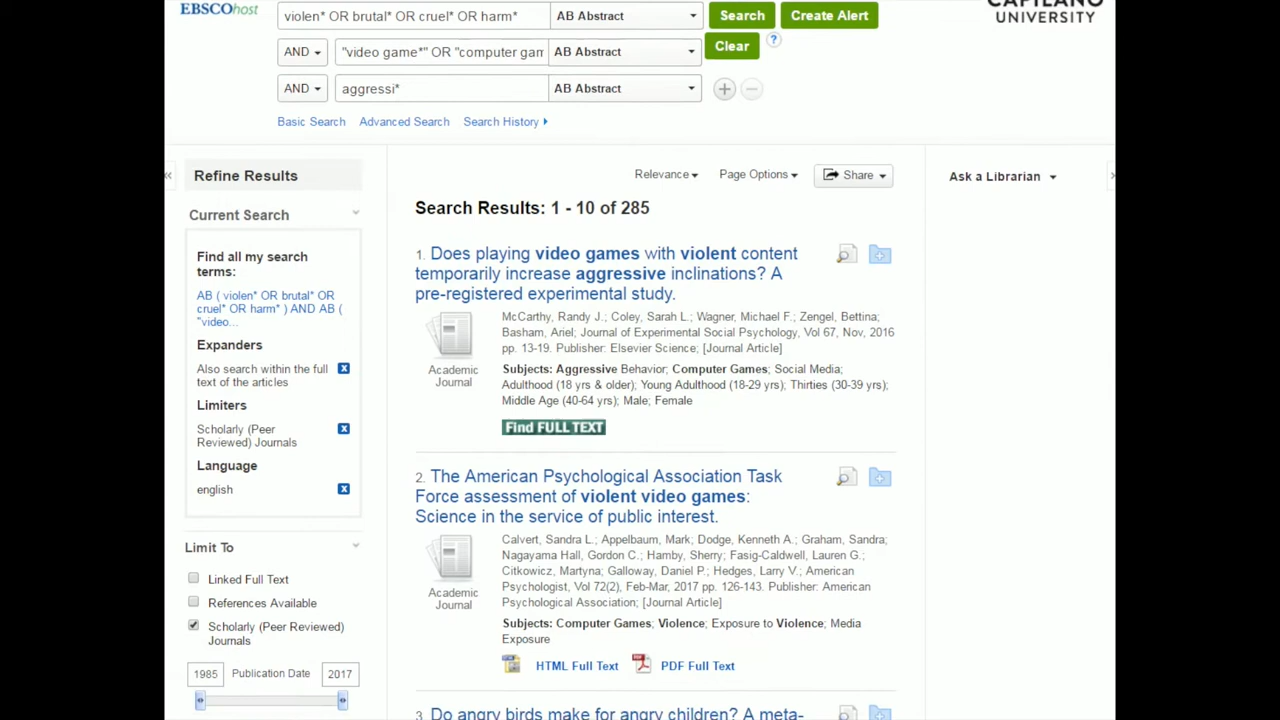 EBSCOhost
violen* OR brutal* OR cruel* OR harm*
AB Abstract
Search
Create Alert
CAPILANO
UNIVERSITY
AND
"video game*" OR "computer gam
AB Abstract
Clear
?
AND
aggressi*
AB Abstract
Basic Search
Advanced Search
Search History
Refine Results
Relevance
Page Options
Share
Ask a Librarian
Current Search
Search Results: 1 - 10 of 285
Find all my search
terms:
AB ( violen* OR brutal* OR
cruel* OR harm* ) AND AB (
"video...
Expanders
Also search within the full
text of the articles
Limiters
Scholarly (Peer
Reviewed) Journals
Language
english
Limit To
Linked Full Text
References Available
Scholarly (Peer Reviewed)
Journals
1985
Publication Date
2017
1. Does playing video games with violent content
temporarily increase aggressive inclinations? A
pre-registered experimental study.
Academic
Journal
McCarthy, Randy J.; Coley, Sarah L.; Wagner, Michael F.; Zengel, Bettina;
Basham, Ariel; Journal of Experimental Social Psychology, Vol 67, Nov, 2016
pp. 13-19. Publisher: Elsevier Science; [Journal Article]
Subjects: Aggressive Behavior; Computer Games; Social Media;
Adulthood (18 yrs & older); Young Adulthood (18-29 yrs); Thirties (30-39 yrs);
Middle Age (40-64 yrs); Male; Female
Find FULL TEXT
2. The American Psychological Association Task
Force assessment of violent video games:
Science in the service of public interest.
Academic
Journal
Calvert, Sandra L.; Appelbaum, Mark; Dodge, Kenneth A.; Graham, Sandra;
Nagayama Hall, Gordon C.; Hamby, Sherry; Fasig-Caldwell, Lauren G.;
Citkowicz, Martyna; Galloway, Daniel P.; Hedges, Larry V.; American
Psychologist, Vol 72(2), Feb-Mar, 2017 pp. 126-143. Publisher: American
Psychological Association; [Journal Article]
Subjects: Computer Games; Violence; Exposure to Violence; Media
Exposure
HTML Full Text
PDF Full Text
3. Do angry birds make for angry children? A meta-